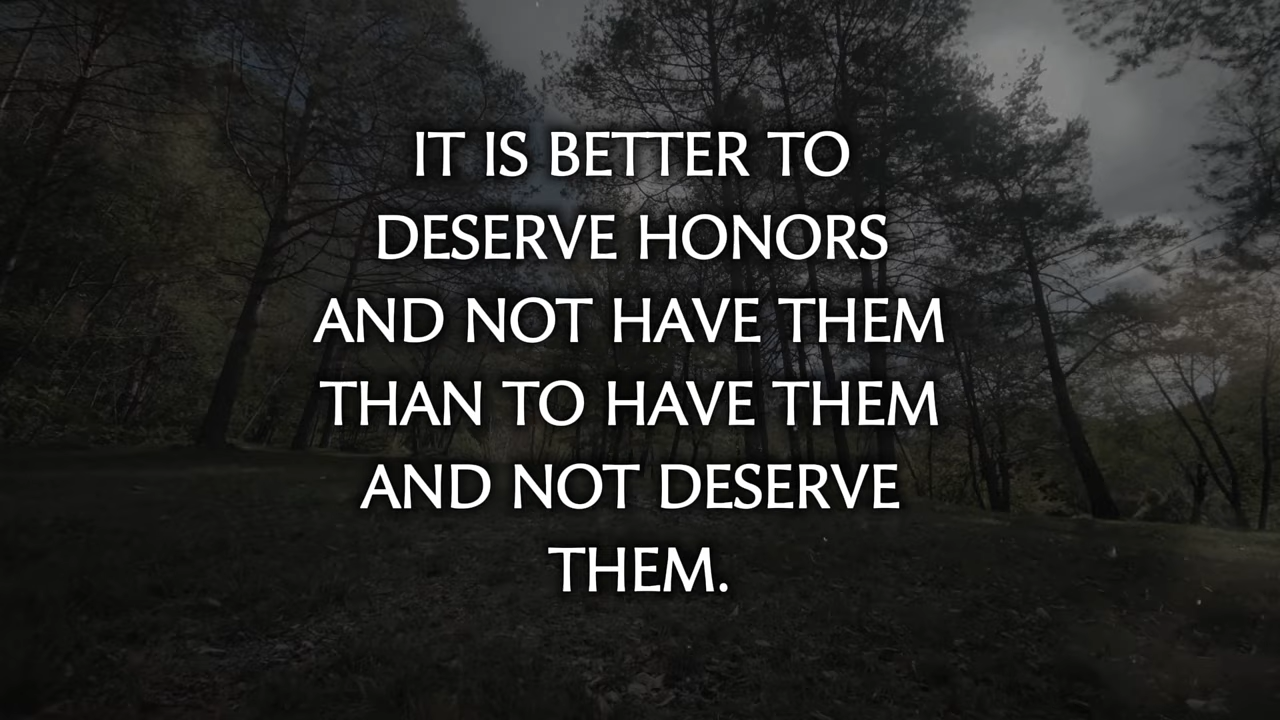 IT IS BETTER TO
DESERVE HONORS
AND NOT HAVE THEM
THAN TO HAVE THEM
AND NOT DESERVE
THEM.